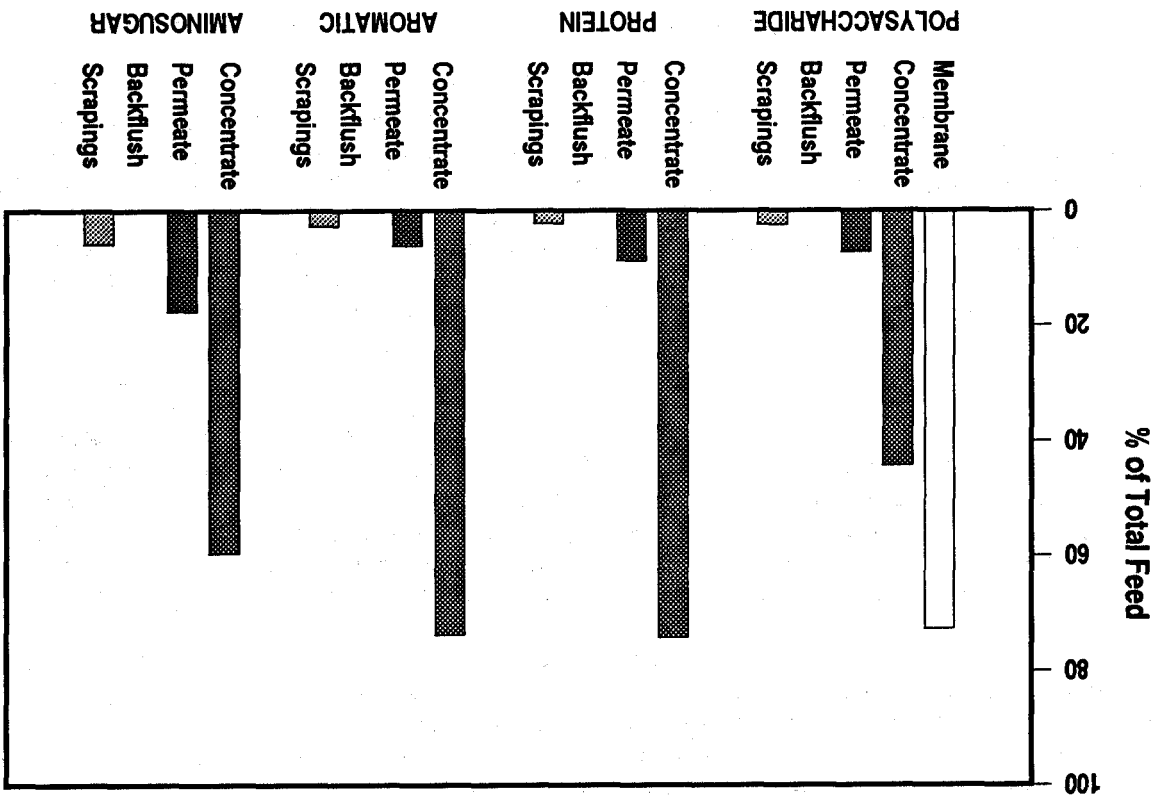 % of Total Feed
100
80
60
40
20
0
Membrane
Concentrate
Permeate
Backflush
Scrapings
POLYSACCHARIDE
Concentrate
Permeate
Backflush
Scrapings
PROTEIN
Concentrate
Permeate
Backflush
Scrapings
AROMATIC
Concentrate
Permeate
Backflush
Scrapings
AMINOSUGAR